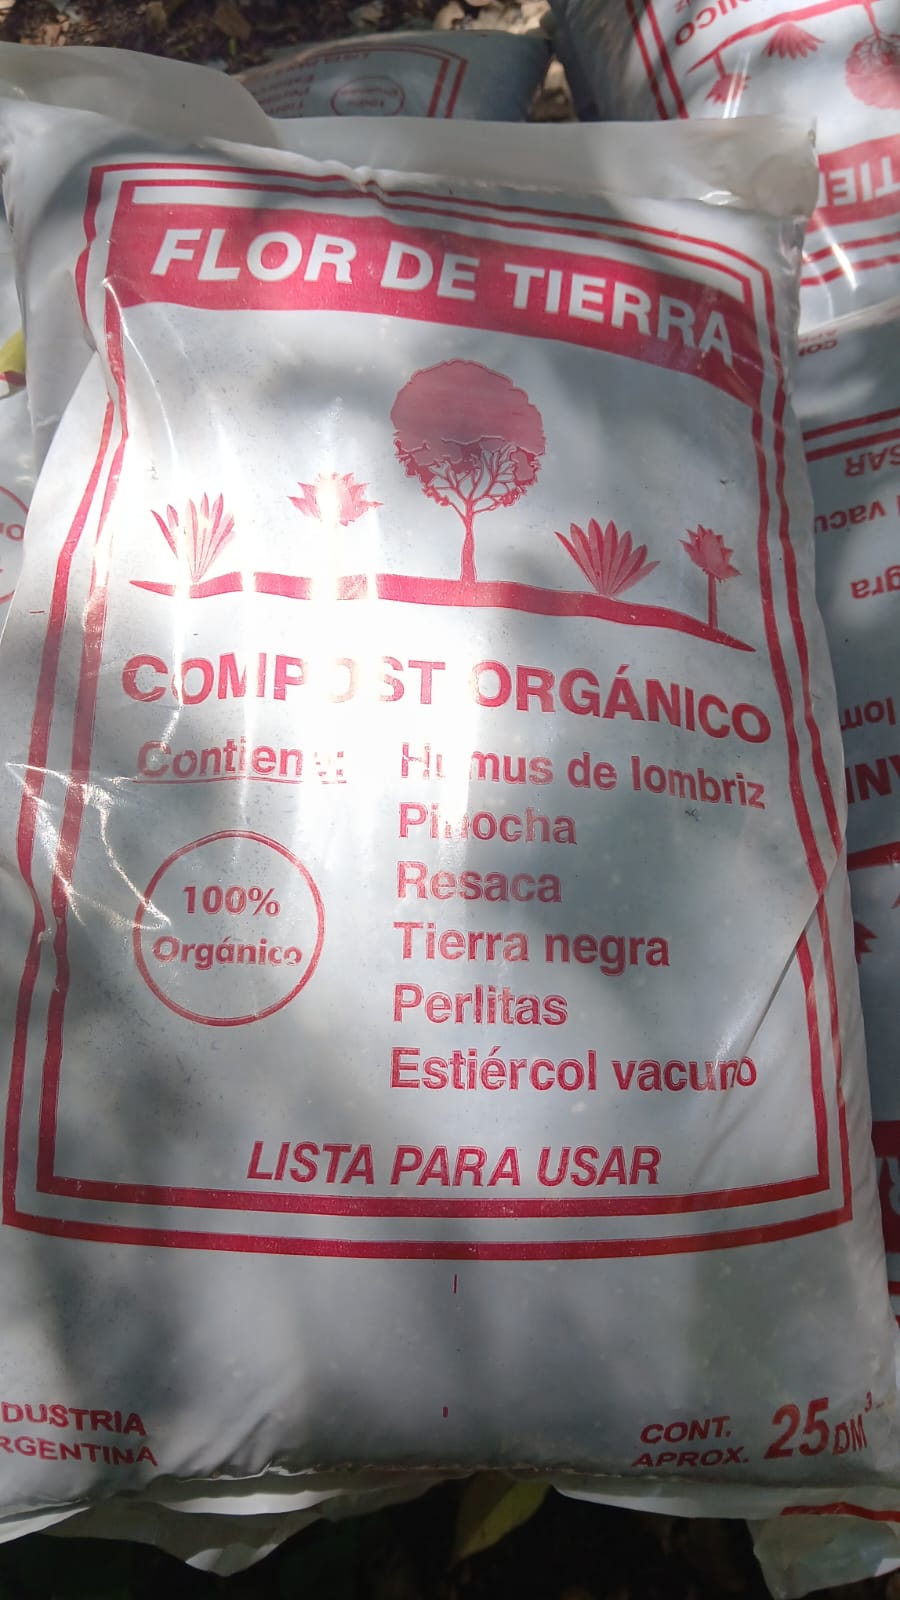 FLOR DE TIERRA
COMPOST ORGÁNICO
Contiene: Humus de lombriz
Pinocha
Resaca
Tierra negra
Perlitas
Estiércol vacuno
100%
Orgánico
LISTA PARA USAR
DUSTRIA
RGENTINA
CONT.
APROX. 25 DM³